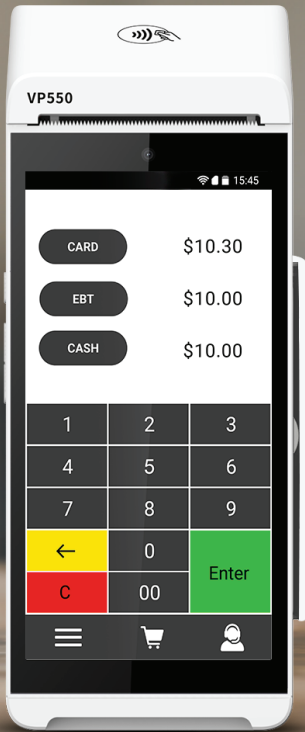 VP550
15:45
CARD $10.30
EBT $10.00
CASH $10.00
1 2 3
4 5 6
7 8 9
← 0 Enter
C 00